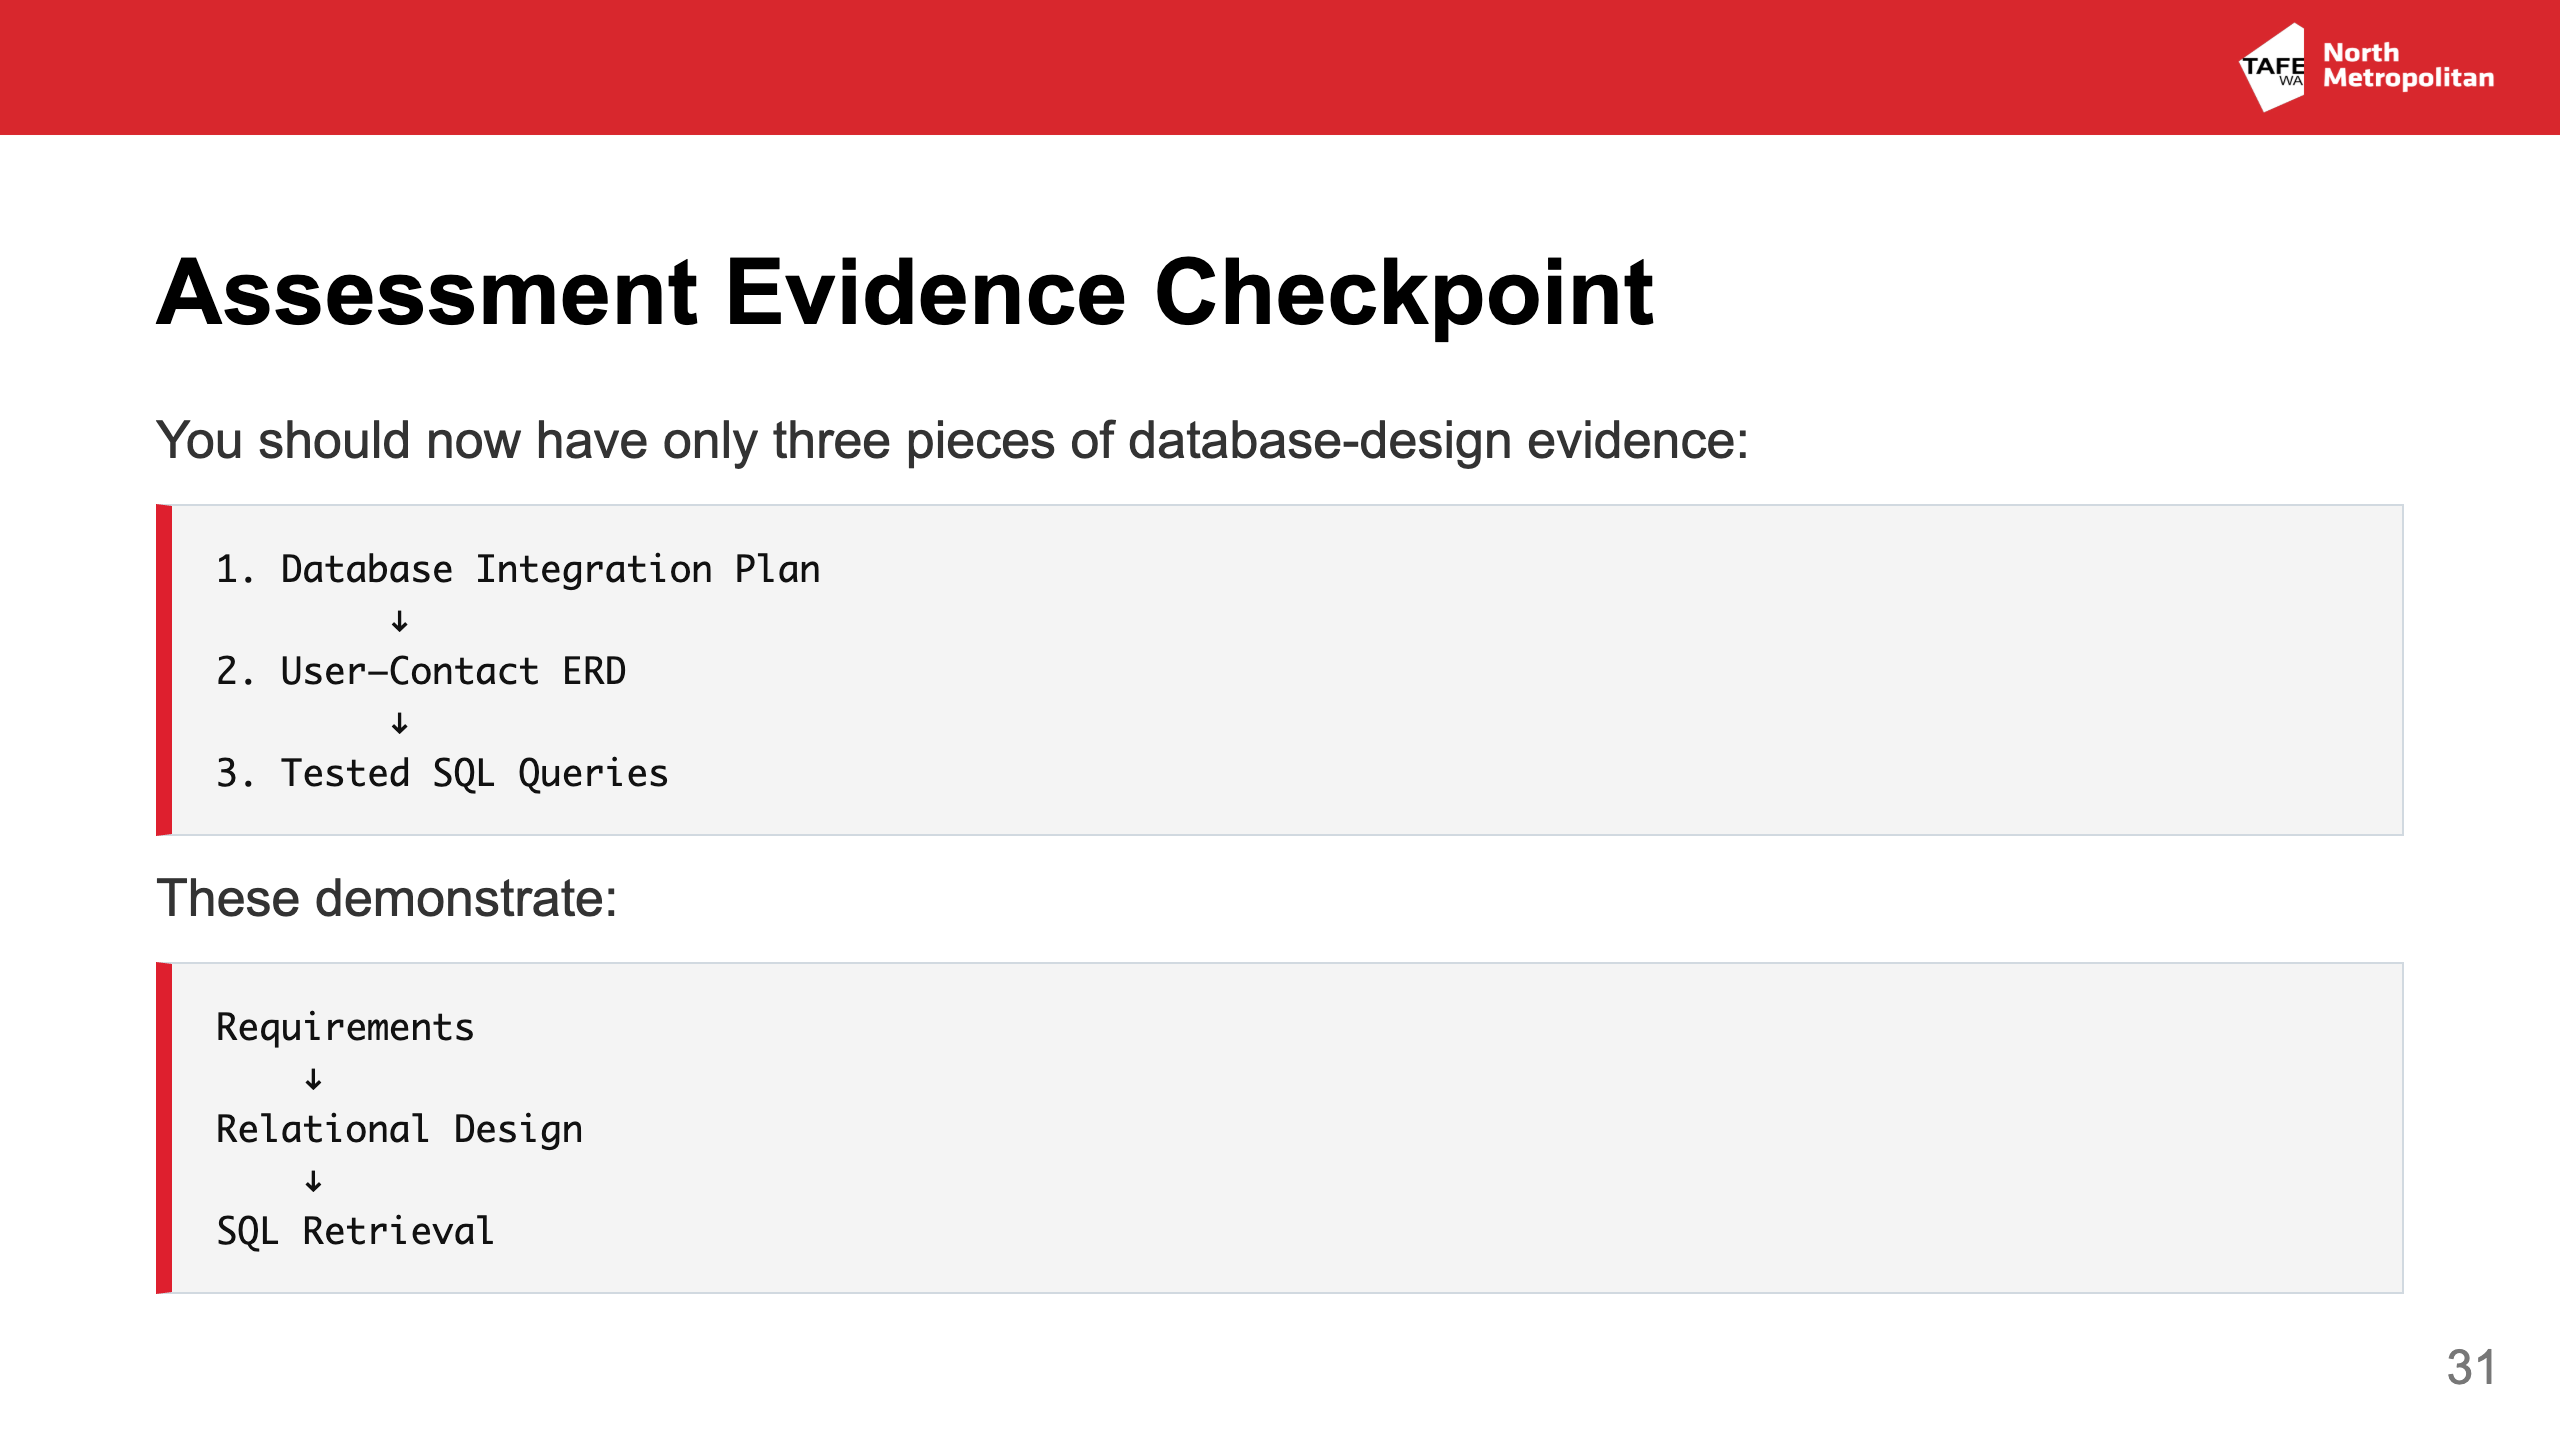 TAFE
WA
North
Metropolitan
Assessment Evidence Checkpoint
You should now have only three pieces of database-design evidence:
1. Database Integration Plan
↓
2. User–Contact ERD
↓
3. Tested SQL Queries
These demonstrate:
Requirements
↓
Relational Design
↓
SQL Retrieval
31